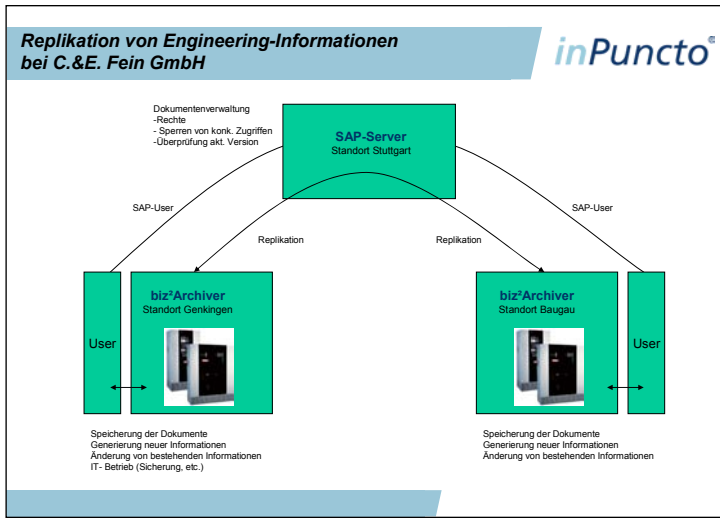 Replikation von Engineering-Informationen
bei C.&E. Fein GmbH
inPuncto®
Dokumentenverwaltung
-Rechte
- Sperren von konk. Zugriffen
-Überprüfung akt. Version
SAP-Server
Standort Stuttgart
SAP-User
SAP-User
Replikation
Replikation
biz²Archiver
Standort Genkingen
User
biz²Archiver
Standort Baugau
User
Speicherung der Dokumente
Generierung neuer Informationen
Änderung von bestehenden Informationen
IT- Betrieb (Sicherung, etc.)
Speicherung der Dokumente
Generierung neuer Informationen
Änderung von bestehenden Informationen